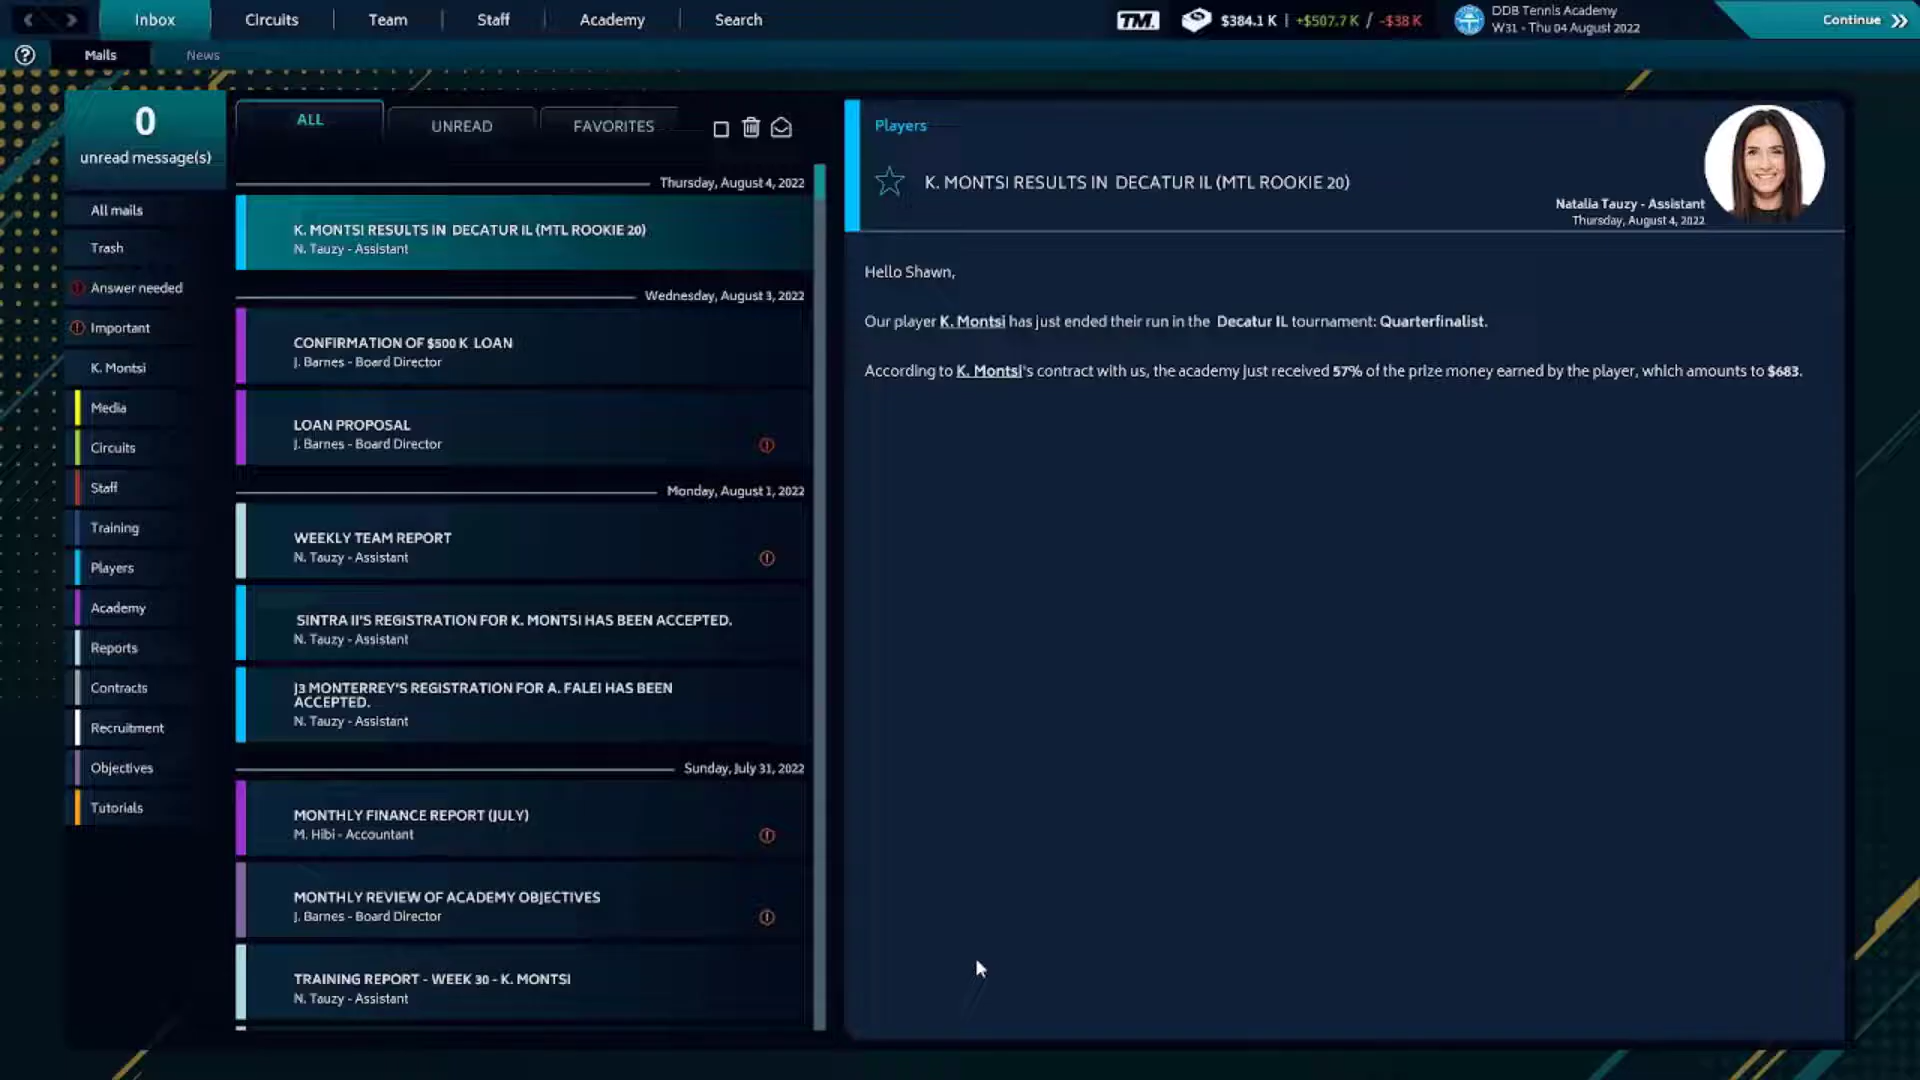 Inbox
Circuits
Team
Staff
Academy
Search
TM.
$384.1 K | +$507.7 K / -$38 K
DDB Tennis Academy
W31 - Thu 04 August 2022
Continue
Mails
News
0
unread message(s)
All mails
Trash
Answer needed
Important
K. Montsi
Media
Circuits
Staff
Training
Players
Academy
Reports
Contracts
Recruitment
Objectives
Tutorials
ALL
UNREAD
FAVORITES
Thursday, August 4, 2022
K. MONTSI RESULTS IN DECATUR IL (MTL ROOKIE 20)
N. Tauzy - Assistant
Wednesday, August 3, 2022
CONFIRMATION OF $500 K LOAN
J. Barnes - Board Director
LOAN PROPOSAL
J. Barnes - Board Director
Monday, August 1, 2022
WEEKLY TEAM REPORT
N. Tauzy - Assistant
SINTRA II'S REGISTRATION FOR K. MONTSI HAS BEEN ACCEPTED.
N. Tauzy - Assistant
J3 MONTERREY'S REGISTRATION FOR A. FALEI HAS BEEN
ACCEPTED.
N. Tauzy - Assistant
Sunday, July 31, 2022
MONTHLY FINANCE REPORT (JULY)
M. Hibi - Accountant
MONTHLY REVIEW OF ACADEMY OBJECTIVES
J. Barnes - Board Director
TRAINING REPORT - WEEK 30 - K. MONTSI
N. Tauzy - Assistant
Players
K. MONTSI RESULTS IN DECATUR IL (MTL ROOKIE 20)
Natalia Tauzy - Assistant
Thursday, August 4, 2022
Hello Shawn,
Our player K. Montsi has just ended their run in the Decatur IL tournament: Quarterfinalist.
According to K. Montsi's contract with us, the academy just received 57% of the prize money earned by the player, which amounts to $683.